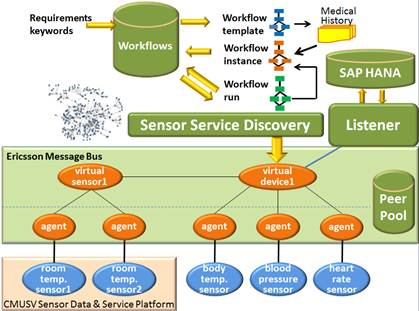 Requirements
keywords
Workflows
Workflow
template
Medical
History
Workflow
instance
Workflow
run
SAP HANA
Sensor Service Discovery
Listener
Ericsson Message Bus
virtual
sensor1
virtual
device1
Peer
Pool
agent
agent
agent
agent
agent
room
temp.
sensor1
room
temp.
sensor2
body
temp.
sensor
blood
pressure
sensor
heart
rate
sensor
CMUSV Sensor Data & Service Platform